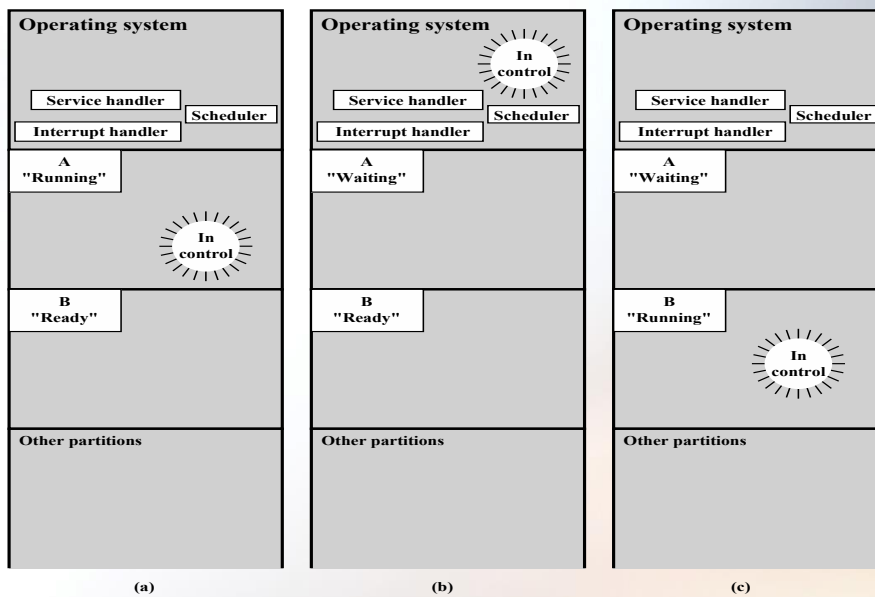 Operating system
Service handler
Scheduler
Interrupt handler
A
"Running"
In
control
B
"Ready"
Other partitions
(a)
Operating system
In
control
Service handler
Scheduler
Interrupt handler
A
"Waiting"
B
"Ready"
Other partitions
(b)
Operating system
Service handler
Scheduler
Interrupt handler
A
"Waiting"
B
"Running"
In
control
Other partitions
(c)